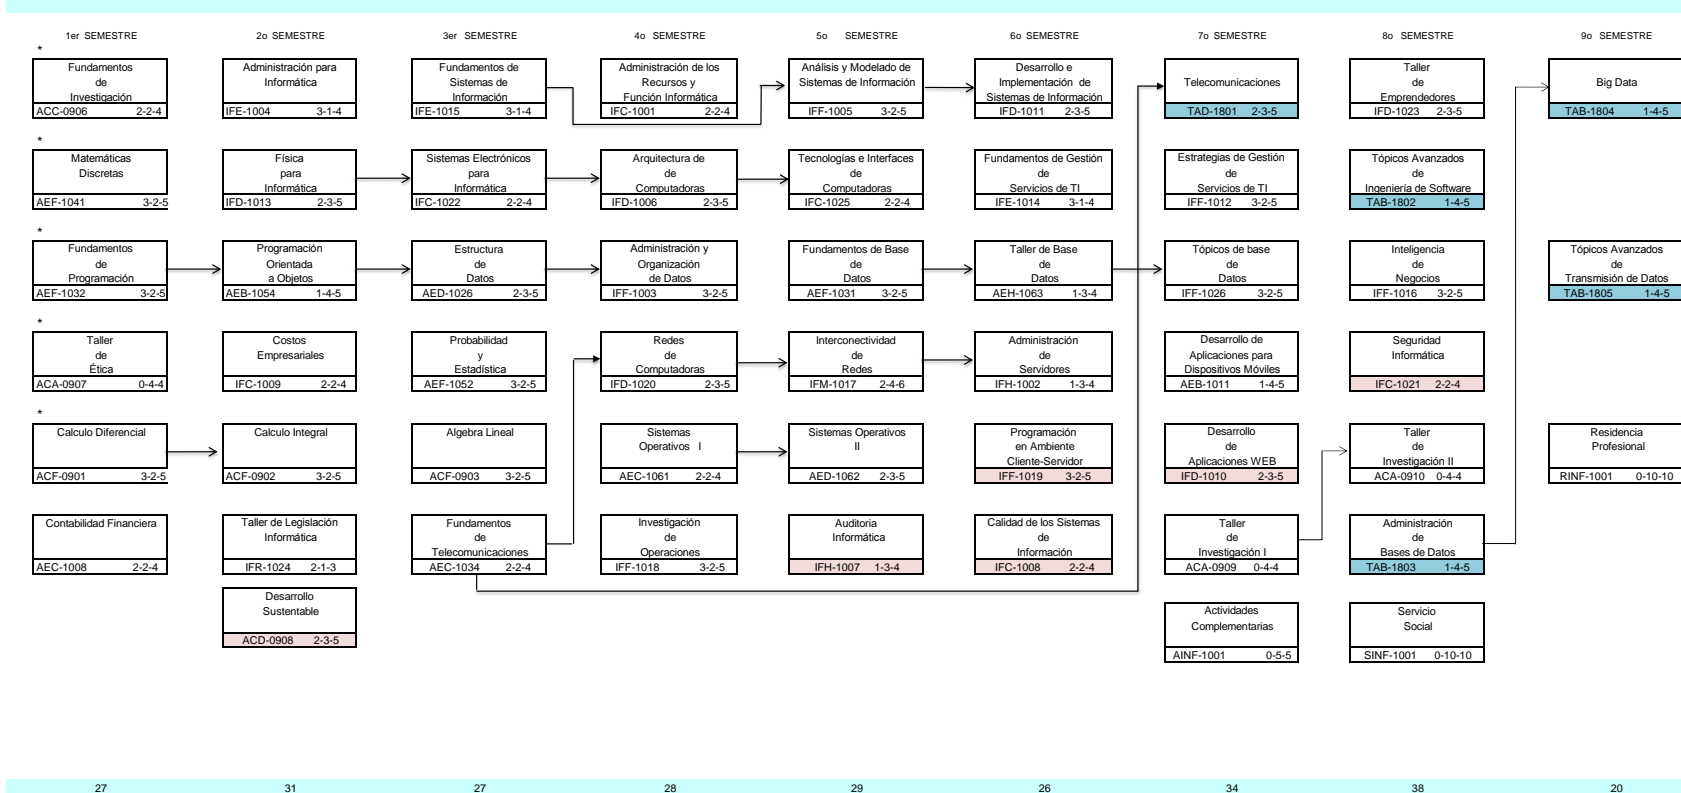 1er SEMESTRE 2o SEMESTRE 3er SEMESTRE 4o SEMESTRE 5o SEMESTRE 6o SEMESTRE 7o SEMESTRE 8o SEMESTRE 9o SEMESTRE
*
Fundamentos
de
Investigación
ACC-0906 2-2-4
Administración para
Informática
IFE-1004 3-1-4
Fundamentos de
Sistemas de
Información
IFE-1015 3-1-4
Administración de los
Recursos y
Función Informática
IFC-1001 2-2-4
Análisis y Modelado de
Sistemas de Información
IFF-1005 3-2-5
Desarrollo e
Implementación de
Sistemas de Información
IFD-1011 2-3-5
Telecomunicaciones
TAD-1801 2-3-5
Taller
de
Emprendedores
IFD-1023 2-3-5
Big Data
TAB-1804 1-4-5
*
Matemáticas
Discretas
AEF-1041 3-2-5
Física
para
Informática
IFD-1013 2-3-5
Sistemas Electrónicos
para
Informática
IFC-1022 2-2-4
Arquitectura de
Computadoras
IFD-1006 2-3-5
Tecnologías e Interfaces
de
Computadoras
IFC-1025 2-2-4
Fundamentos de Gestión
de
Servicios de TI
IFE-1014 3-1-4
Estrategias de Gestión
de
Servicios de TI
IFF-1012 3-2-5
Tópicos Avanzados
de
Ingeniería de Software
TAB-1802 1-4-5
*
Fundamentos
de
Programación
AEF-1032 3-2-5
Programación
Orientada
a Objetos
AEB-1054 1-4-5
Estructura
de
Datos
AED-1026 2-3-5
Administración y
Organización
de Datos
IFF-1003 3-2-5
Fundamentos de Base
de
Datos
AEF-1031 3-2-5
Taller de Base
de
Datos
AEH-1063 1-3-4
Tópicos de base
de
Datos
IFF-1026 3-2-5
Inteligencia
de
Negocios
IFF-1016 3-2-5
Tópicos Avanzados
de
Transmisión de Datos
TAB-1805 1-4-5
*
Taller
de
Ética
ACA-0907 0-4-4
Costos
Empresariales
IFC-1009 2-2-4
Probabilidad
y
Estadística
AEF-1052 3-2-5
Redes
de
Computadoras
IFD-1020 2-3-5
Interconectividad
de
Redes
IFM-1017 2-4-6
Administración
de
Servidores
IFH-1002 1-3-4
Desarrollo de
Aplicaciones para
Dispositivos Móviles
AEB-1011 1-4-5
Seguridad
Informática
IFC-1021 2-2-4
*
Calculo Diferencial
ACF-0901 3-2-5
Calculo Integral
ACF-0902 3-2-5
Algebra Lineal
ACF-0903 3-2-5
Sistemas
Operativos I
AEC-1061 2-2-4
Sistemas Operativos
II
AED-1062 2-3-5
Programación
en Ambiente
Cliente-Servidor
IFF-1019 3-2-5
Desarrollo
de
Aplicaciones WEB
IFD-1010 2-3-5
Taller
de
Investigación II
ACA-0910 0-4-4
Residencia
Profesional
RINF-1001 0-10-10
Contabilidad Financiera
AEC-1008 2-2-4
Taller de Legislación
Informática
IFR-1024 2-1-3
Fundamentos
de
Telecomunicaciones
AEC-1034 2-2-4
Investigación
de
Operaciones
IFF-1018 3-2-5
Auditoria
Informática
IFH-1007 1-3-4
Calidad de los Sistemas
de
Información
IFC-1008 2-2-4
Taller
de
Investigación I
ACA-0909 0-4-4
Administración
de
Bases de Datos
TAB-1803 1-4-5
Desarrollo
Sustentable
ACD-0908 2-3-5
Actividades
Complementarias
AINF-1001 0-5-5
Servicio
Social
SINF-1001 0-10-10
27 31 27 28 29 26 34 38 20